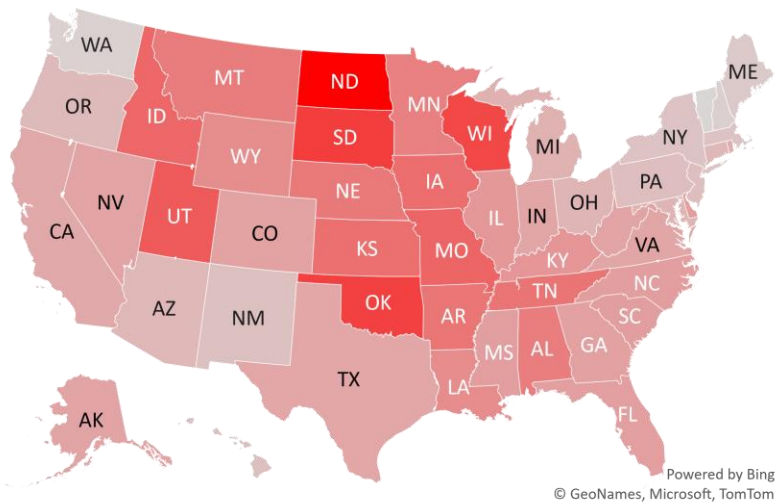 WA
ME
MT
ND
MN
OR
ID
SD
WI
MI
NY
WY
IA
PA
NE
NV
UT
IL
IN
OH
CA
CO
KS
MO
VA
KY
NC
TN
AZ
NM
OK
AR
SC
MS
AL
GA
TX
LA
AK
FL
Powered by Bing
© GeoNames, Microsoft, TomTom